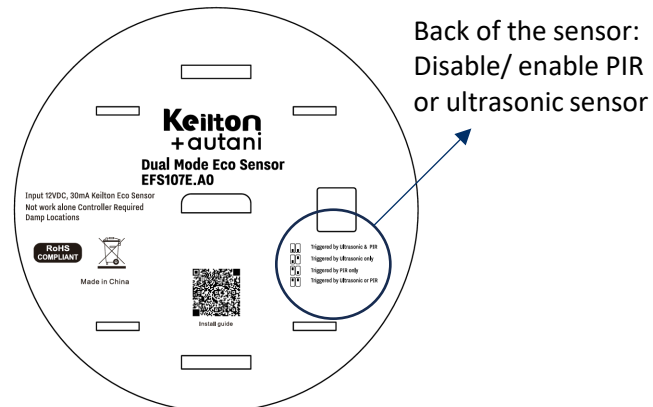 Back of the sensor:
Disable/ enable PIR
or ultrasonic sensor
Keilton
+autani
Dual Mode Eco Sensor
EFS107E.A0
Input 12VDC, 30mA Keilton Eco Sensor
Not work alone Controller Required
Damp Locations
RoHS
COMPLIANT
Made in China
Install guide
Triggered by Ultrasonic & PIR
Triggered by Ultrasonic only
Triggered by PIR only
Triggered by Ultrasonic or PIR